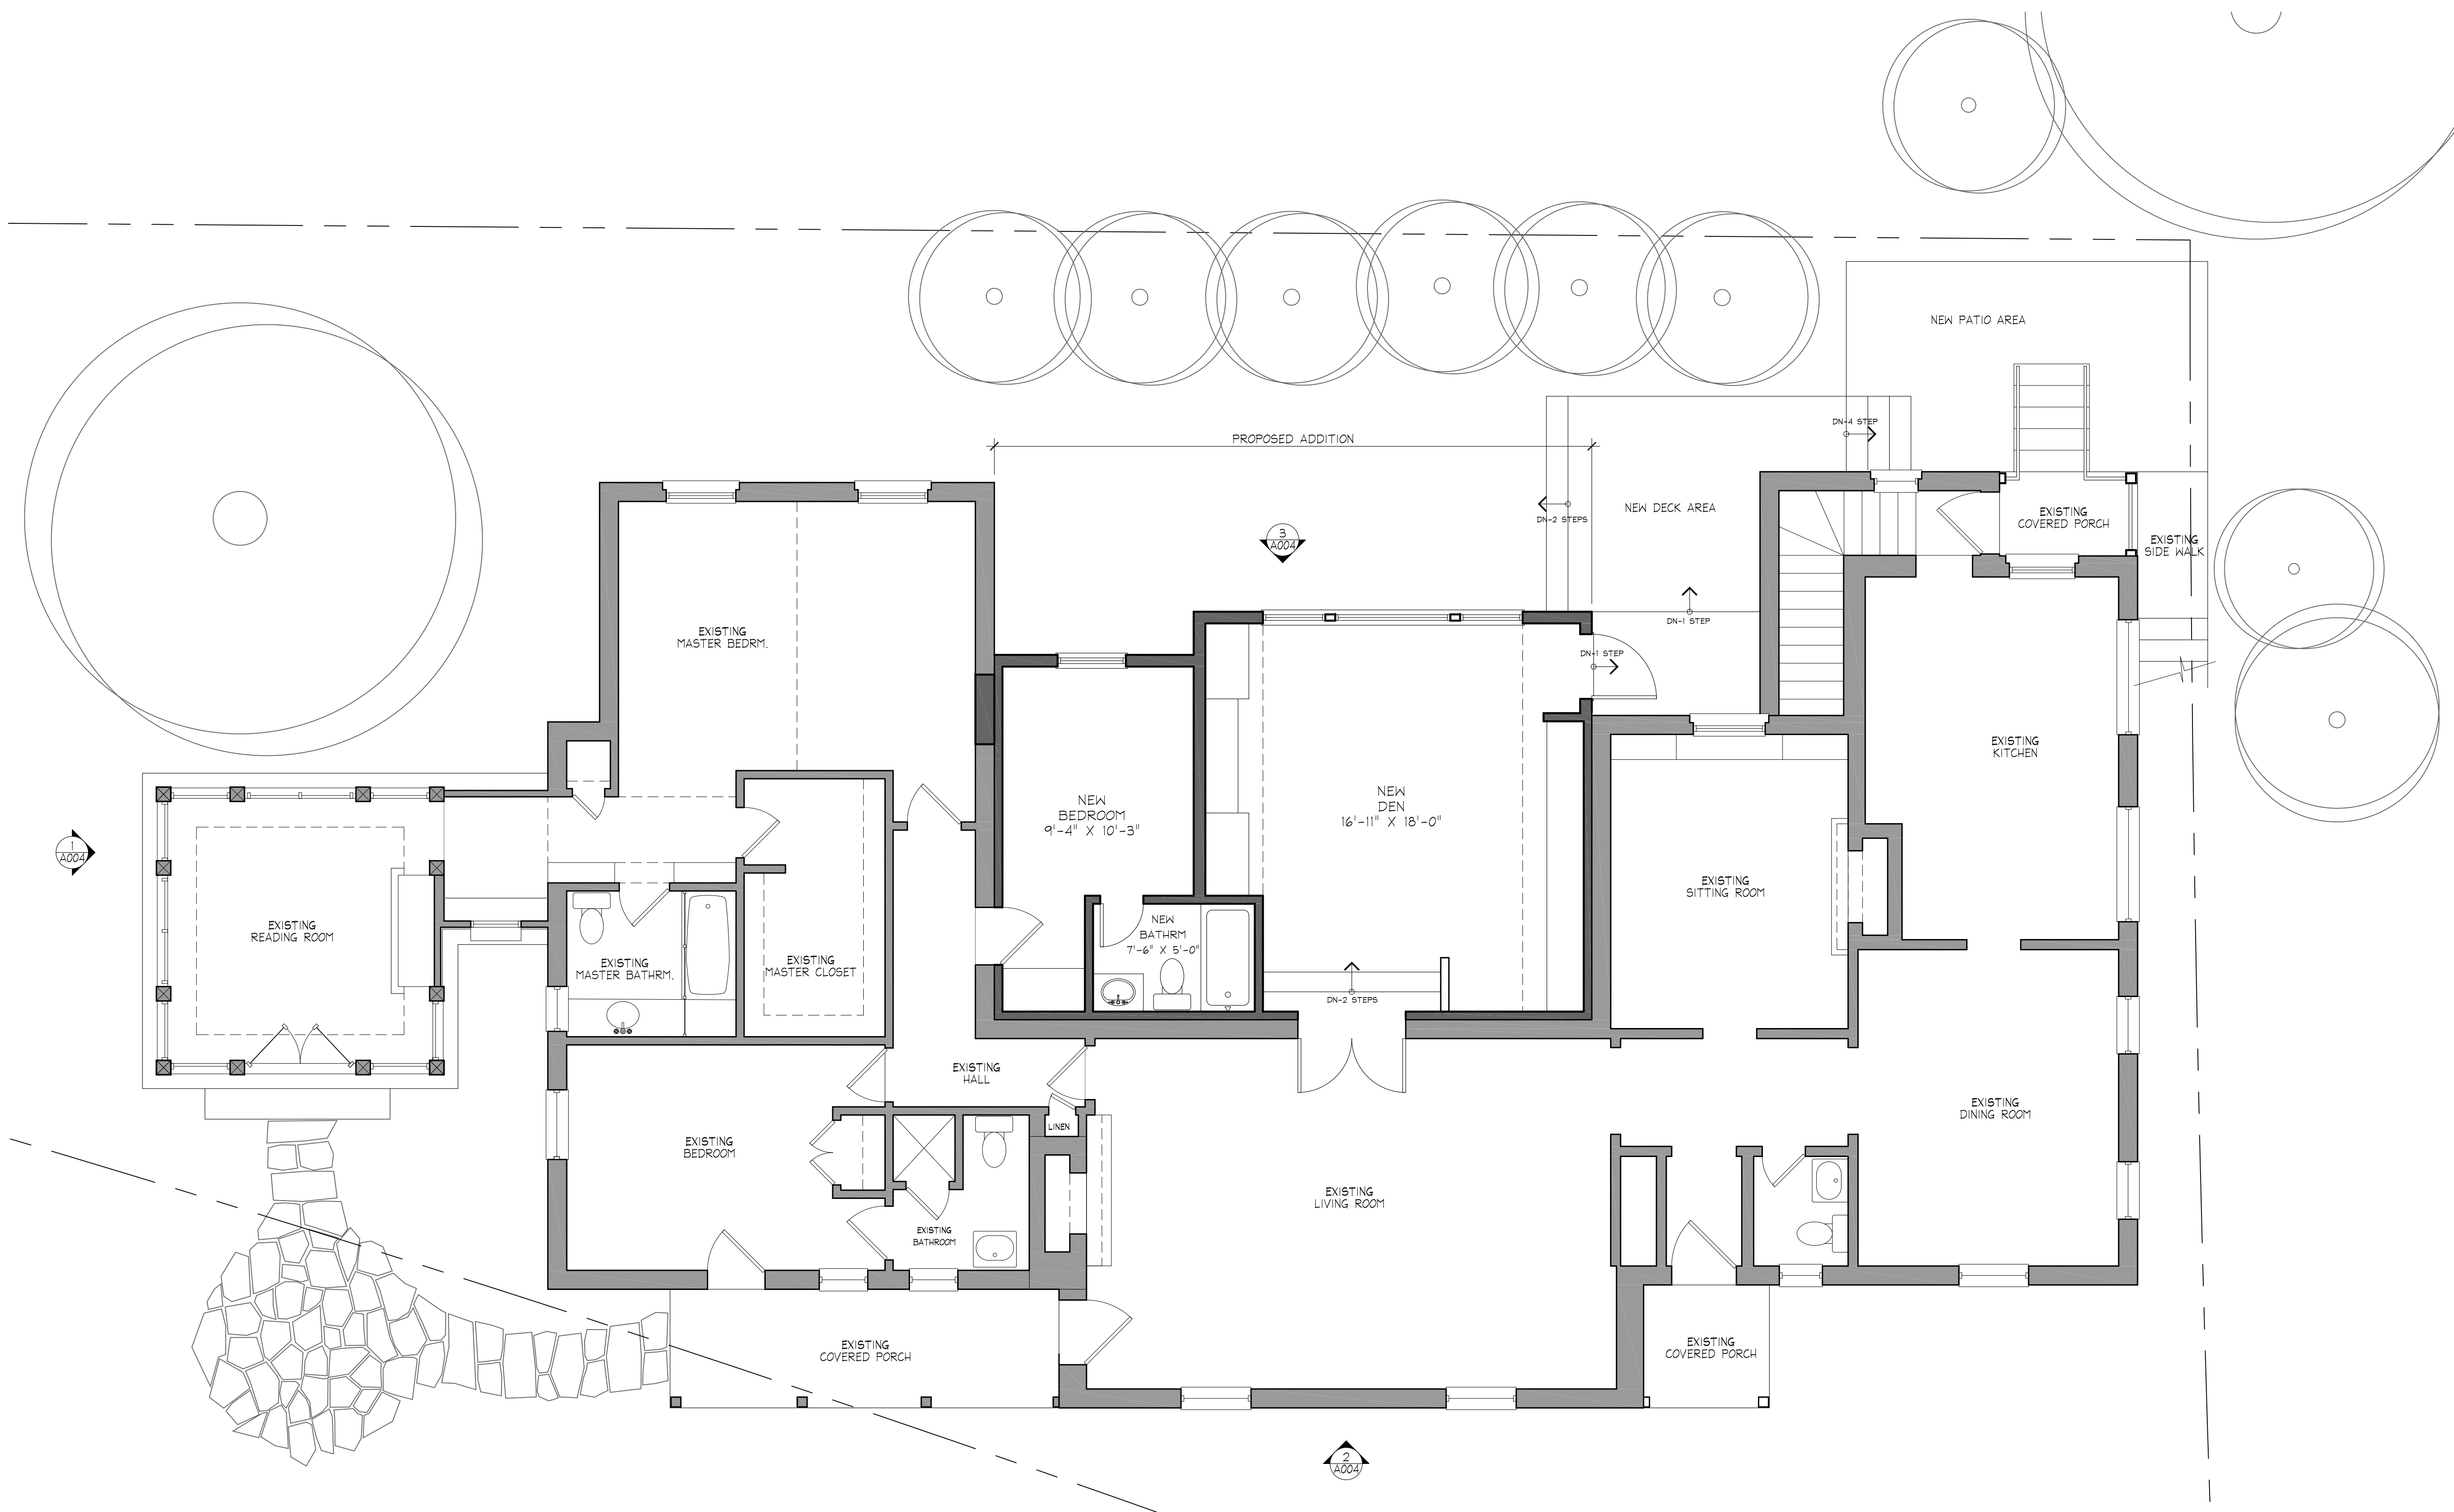 NEW PATIO AREA
DN-4 STEP
PROPOSED ADDITION
NEW DECK AREA
DN-2 STEPS
EXISTING
COVERED PORCH
EXISTING
SIDE WALK
3
A004
DN-1 STEP
DN-1 STEP
EXISTING
MASTER BEDRM.
EXISTING
KITCHEN
NEW
BEDROOM
9'-4" X 10'-3"
NEW
DEN
16'-11" X 18'-0"
1
A004
EXISTING
SITTING ROOM
EXISTING
READING ROOM
NEW
BATHRM
7'-6" X 5'-0"
EXISTING
MASTER BATHRM.
EXISTING
MASTER CLOSET
DN-2 STEPS
EXISTING
HALL
EXISTING
DINING ROOM
LINEN
EXISTING
BEDROOM
EXISTING
LIVING ROOM
EXISTING
BATHROOM
EXISTING
COVERED PORCH
EXISTING
COVERED PORCH
2
A004